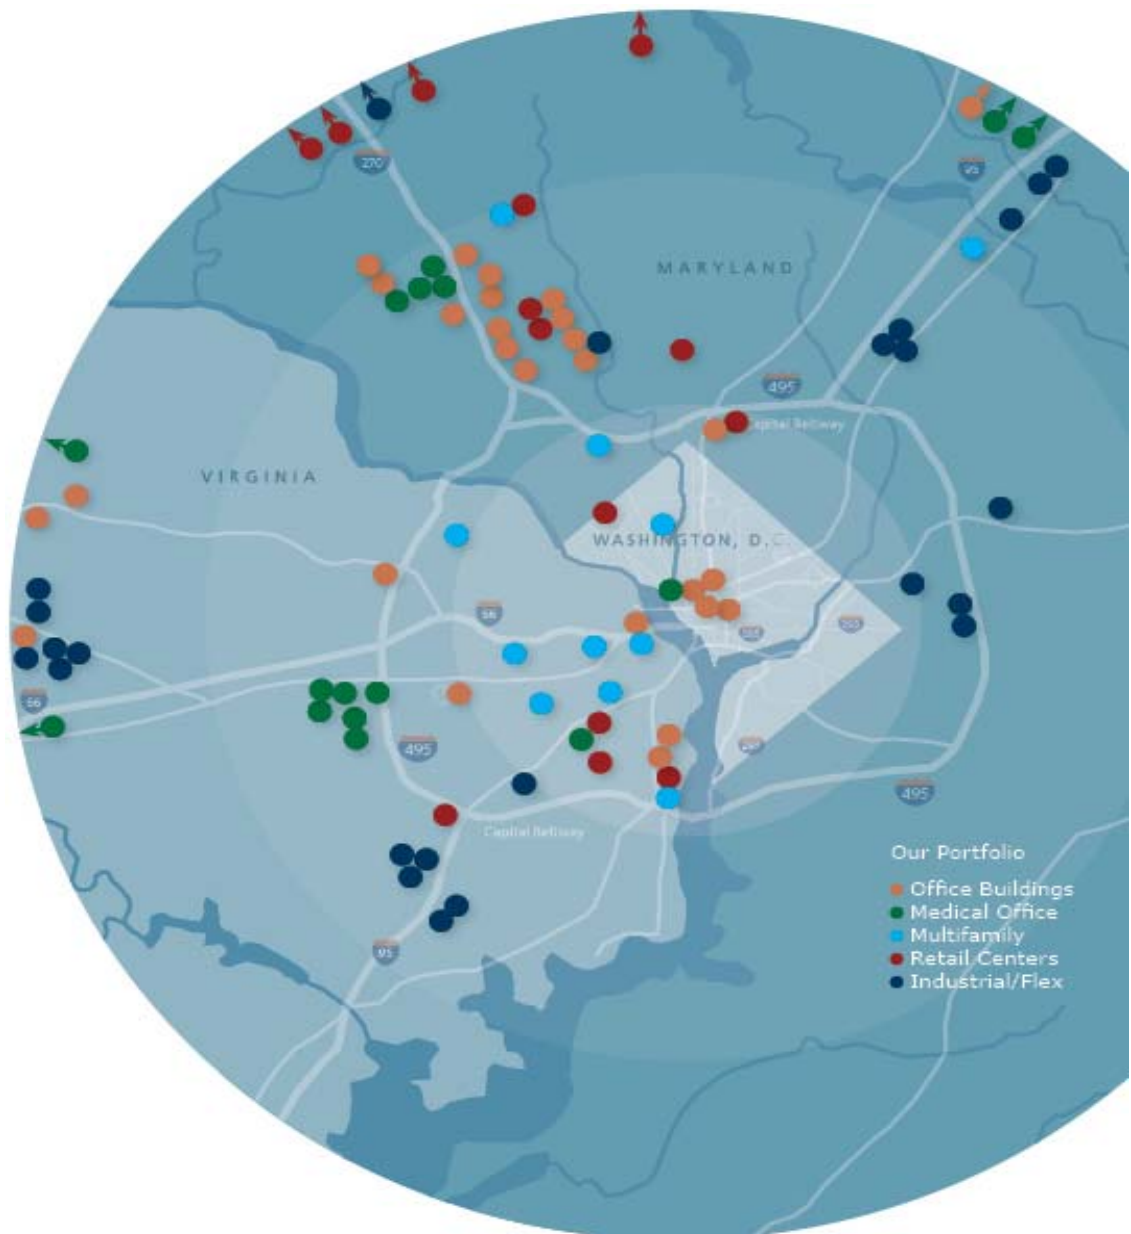 270
95
MARYLAND
495
Capital Beltway
VIRGINIA
WASHINGTON, D.C.
66
66
495
495
Capital Beltway
Our Portfolio
Office Buildings
Medical Office
Multifamily
Retail Centers
95
Industrial/Flex